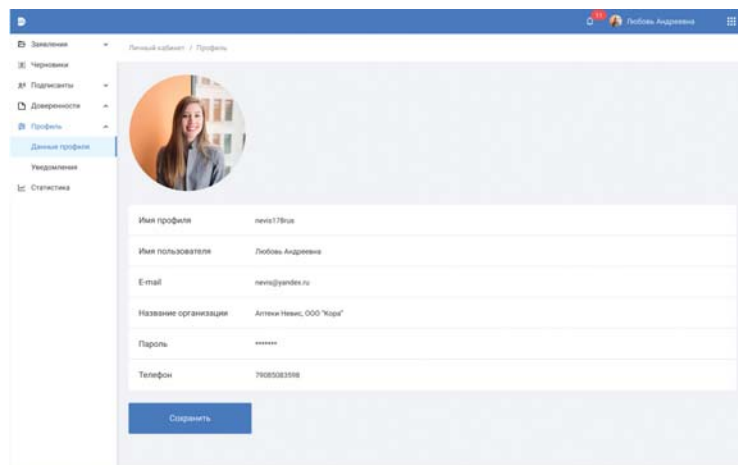 11
Любовь Андреевна
Заявления
Личный кабинет / Профиль
Черновики
Подписанты
Доверенности
Профиль
Данные профиля
Уведомления
Статистика
Имя профиля nevis178rus
Имя пользователя Любовь Андреевна
E-mail nevis@yandex.ru
Название организации Аптеки Невис, ООО "Кора"
Пароль *******
Телефон 79085083598
Сохранить